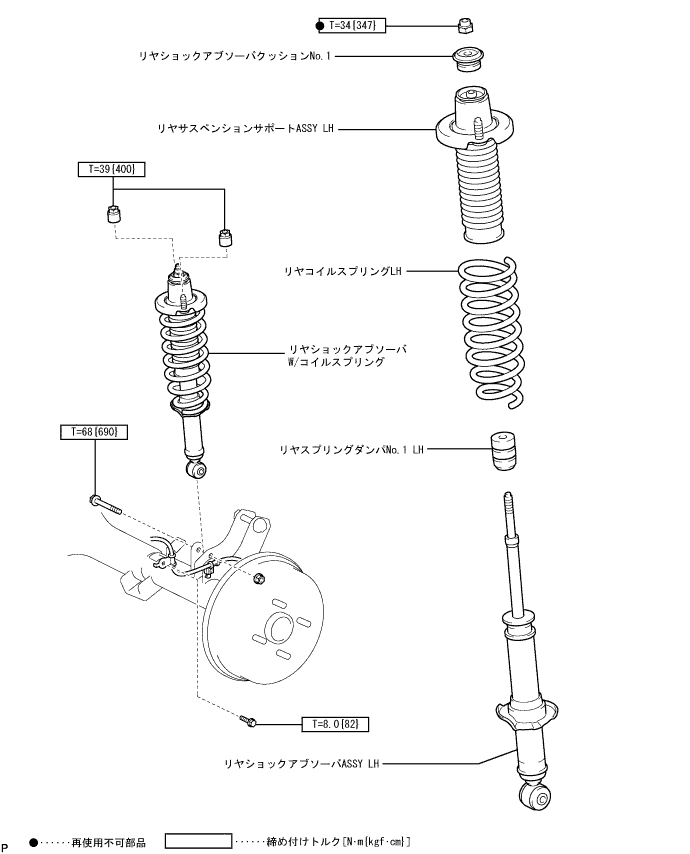 T=34{347}
リヤショックアブソーバクッションNo.1
リヤサスペンションサポートASSY LH
T=39{400}
リヤコイルスプリングLH
リヤショックアブソーバ
W/コイルスプリング
T=68{690}
リヤスプリングダンパNo.1 LH
T=8.0{82}
リヤショックアブソーバASSY LH
●······再使用不可部品
······締め付けトルク[N·m{kgf·cm}]
P